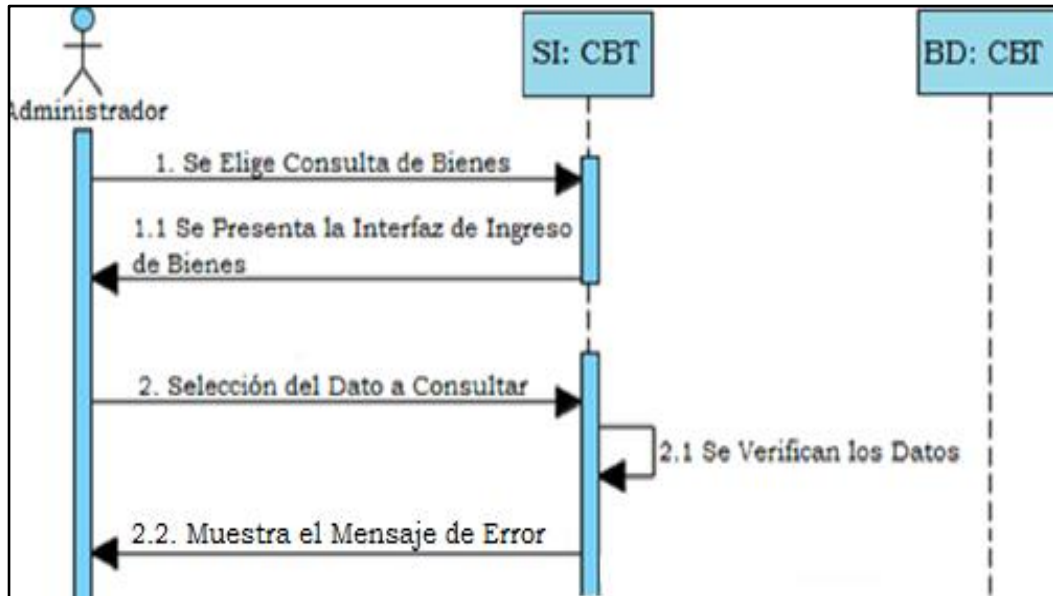 SI: CBT
BD: CBT
Administrador
1. Se Elige Consulta de Bienes
1.1 Se Presenta la Interfaz de Ingreso
de Bienes
2. Selección del Dato a Consultar
2.1 Se Verifican los Datos
2.2. Muestra el Mensaje de Error